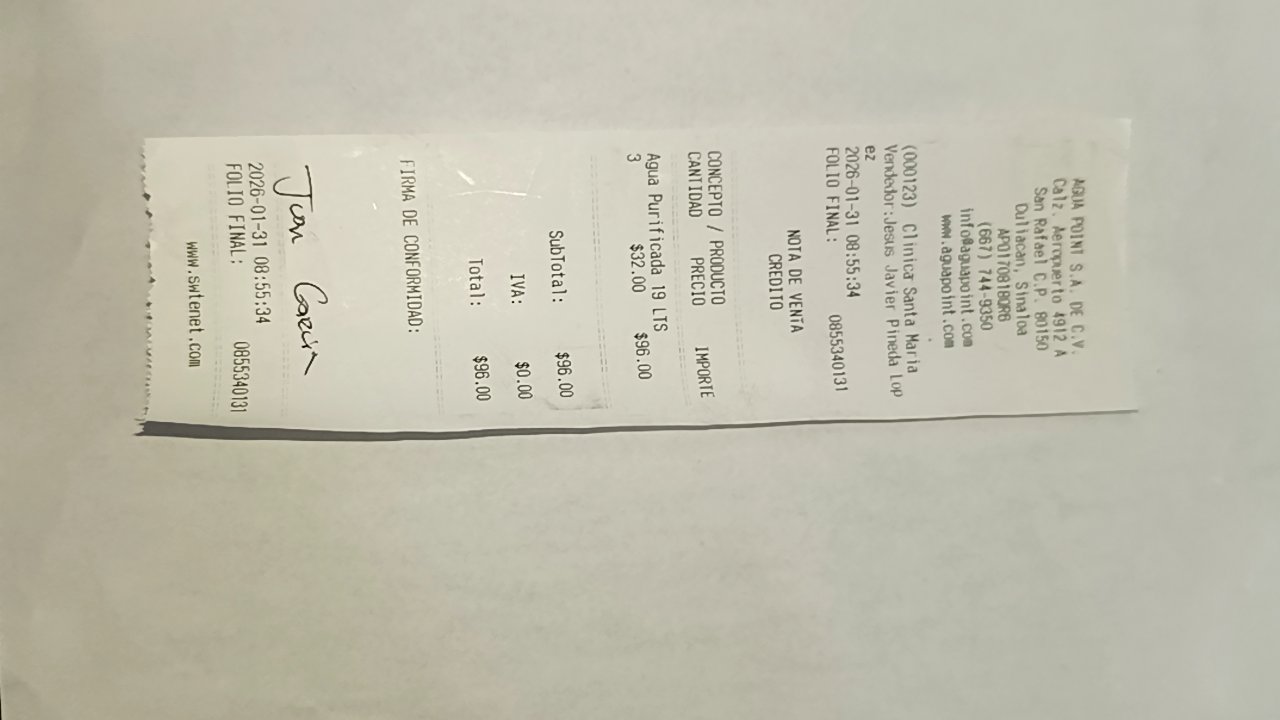 AGUA POINT S.A. DE C.V.
Calz. Aeropuerto 4912 A
San Rafael C.P. 80150
Culiacan, Sinaloa
APO170818DR6
(667) 744-9350
info@aguapoint.com
www.aguapoint.com
(000123) Clinica Santa Maria
Vendedor:Jesus Javier Pineda Lop
ez
2026-01-31 08:55:34
FOLIO FINAL: 0855340131
NOTA DE VENTA
CREDITO
CONCEPTO / PRODUCTO
CANTIDAD PRECIO IMPORTE
Agua Purificada 19 LTS
3 $32.00 $96.00
SubTotal: $96.00
IVA: $0.00
Total: $96.00
FIRMA DE CONFORMIDAD:
Juan Garcia
2026-01-31 08:55:34
FOLIO FINAL: 0855340131
www.swtenet.com